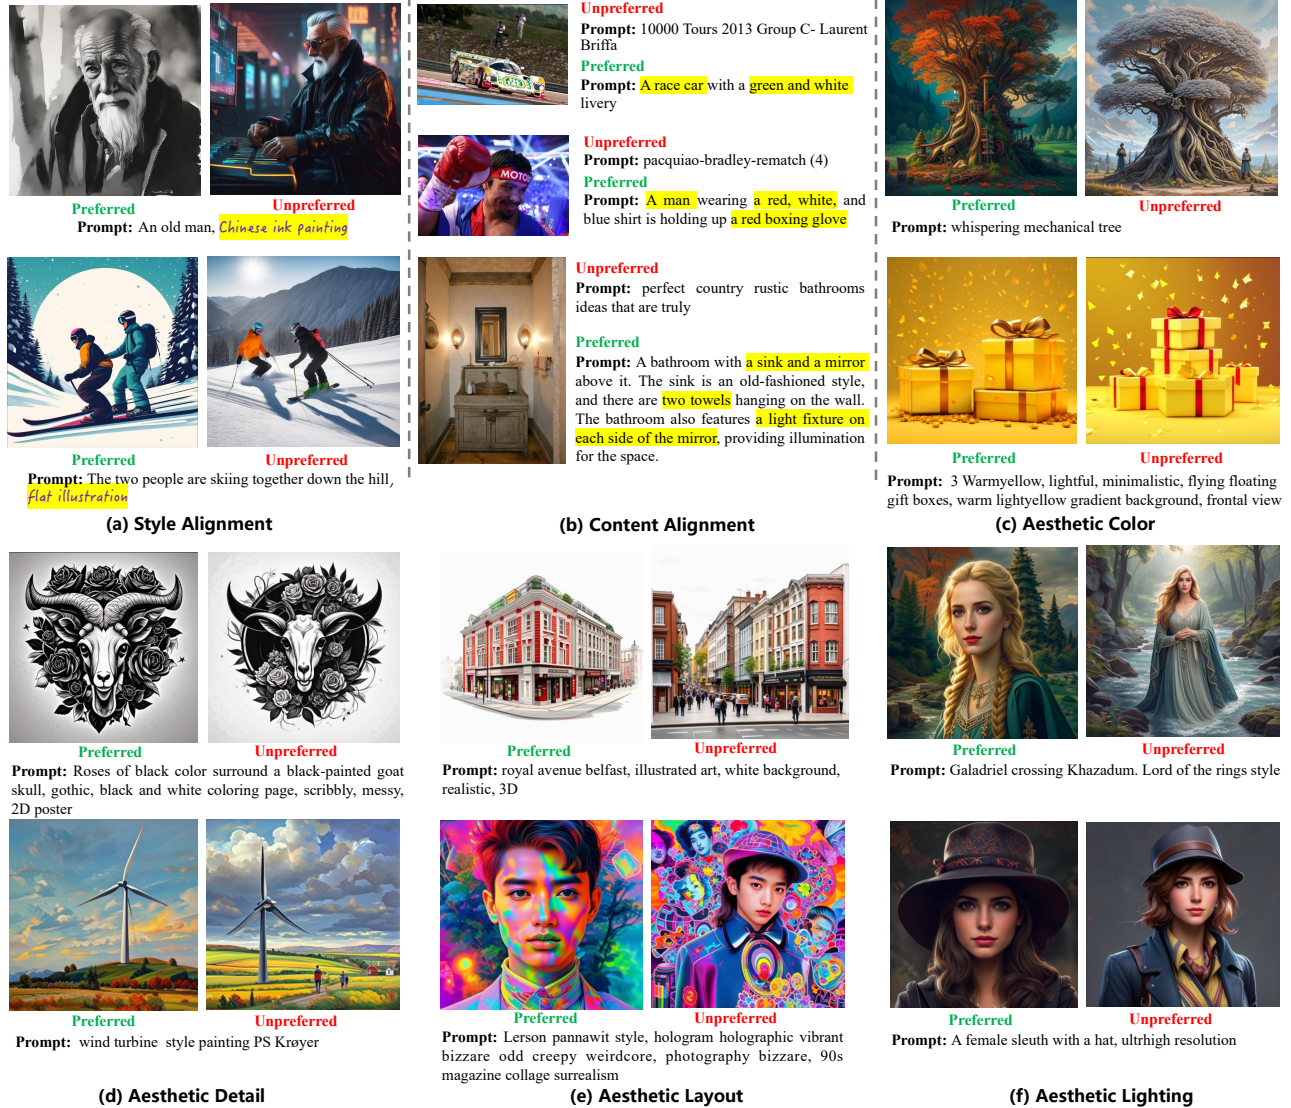 Preferred
Unpreferred
Prompt: An old man, Chinese ink painting
Preferred
Unpreferred
Prompt: The two people are skiing together down the hill,
flat illustration
(a) Style Alignment
Unpreferred
Prompt: 10000 Tours 2013 Group C- Laurent
Briffa
Preferred
Prompt: A race car with a green and white
livery
MOTO
Unpreferred
Prompt: pacquiao-bradley-rematch (4)
Preferred
Prompt: A man wearing a red, white, and
blue shirt is holding up a red boxing glove
Unpreferred
Prompt: perfect country rustic bathrooms
ideas that are truly
Preferred
Prompt: A bathroom with a sink and a mirror
above it. The sink is an old-fashioned style,
and there are two towels hanging on the wall.
The bathroom also features a light fixture on
each side of the mirror, providing illumination
for the space.
(b) Content Alignment
Preferred
Unpreferred
Prompt: whispering mechanical tree
Preferred
Unpreferred
Prompt: 3 Warmyellow, lightful, minimalistic, flying floating
gift boxes, warm lightyellow gradient background, frontal view
(c) Aesthetic Color
Preferred
Unpreferred
Prompt: Roses of black color surround a black-painted goat
skull, gothic, black and white coloring page, scribbly, messy,
2D poster
Preferred
Unpreferred
Prompt: wind turbine style painting PS Krøyer
(d) Aesthetic Detail
Preferred
Unpreferred
Prompt: royal avenue belfast, illustrated art, white background,
realistic, 3D
Preferred
Unpreferred
Prompt: Lerson pannawit style, hologram holographic vibrant
bizzare odd creepy weirdcore, photography bizzare, 90s
magazine collage surrealism
(e) Aesthetic Layout
Preferred
Unpreferred
Prompt: Galadriel crossing Khazadum. Lord of the rings style
Preferred
Unpreferred
Prompt: A female sleuth with a hat, ultrhigh resolution
(f) Aesthetic Lighting